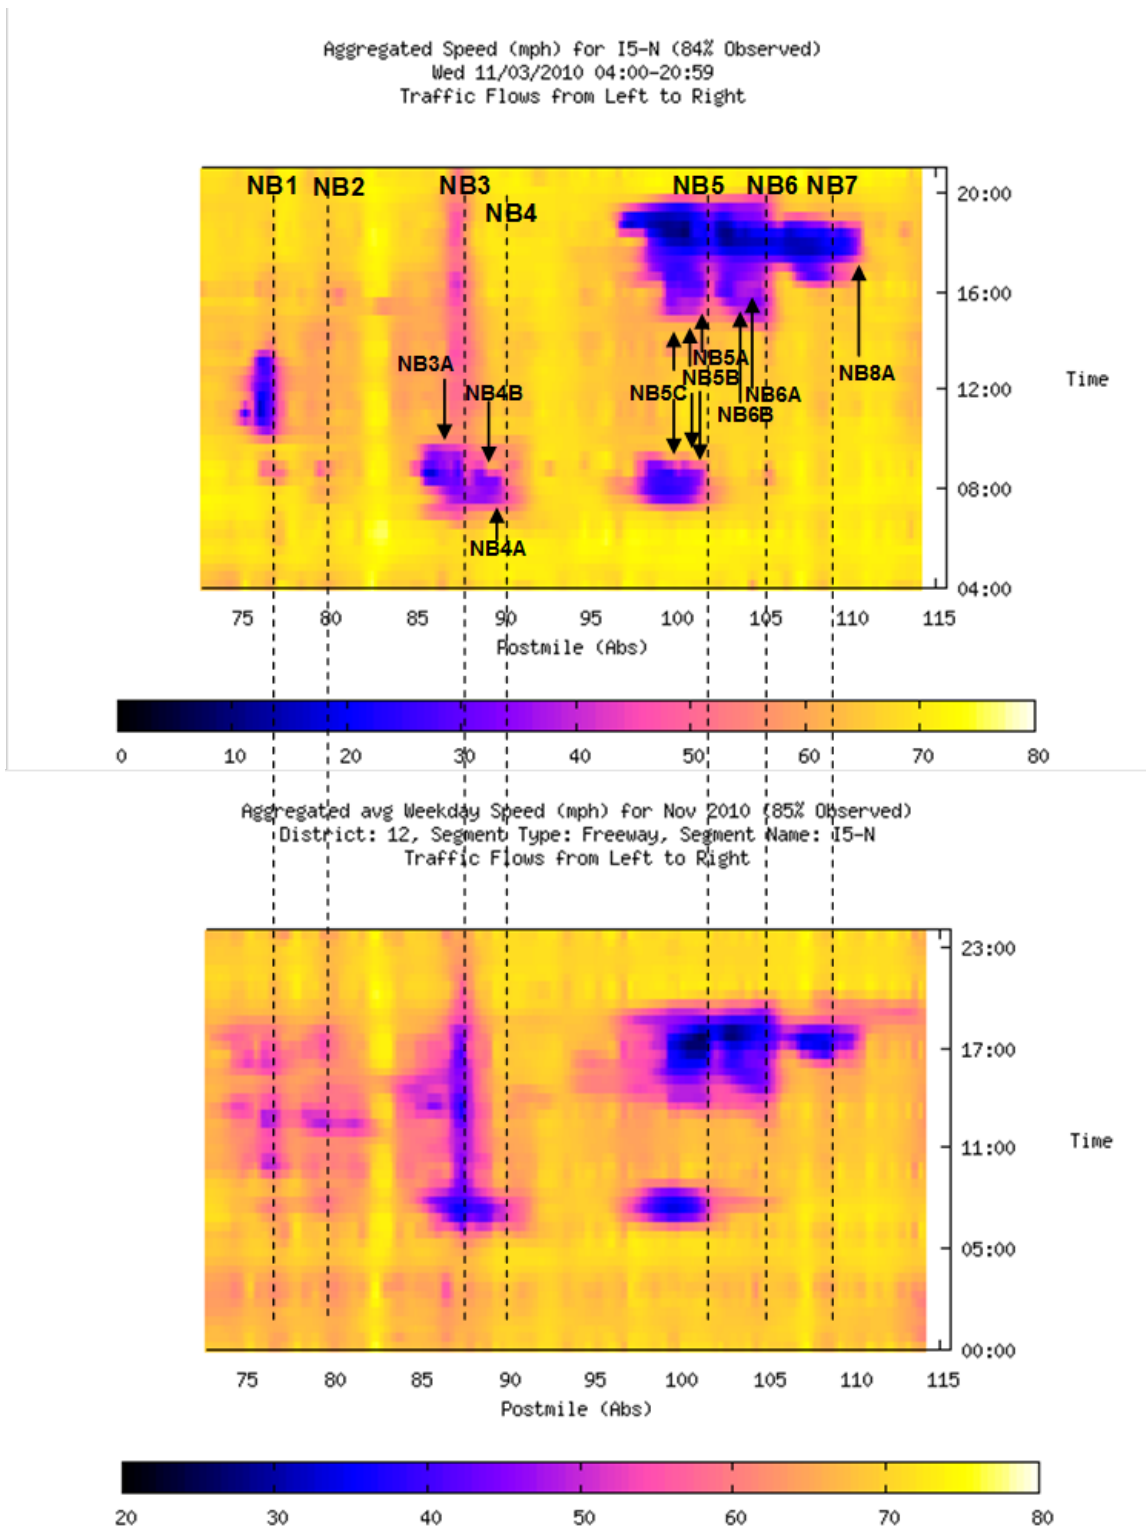 Aggregated Speed (mph) for I5-N (84% Observed)
Wed 11/03/2010 04:00-20:59
Traffic Flows from Left to Right
NB1 NB2 NB3 NB4 NB5 NB6 NB7
20:00
16:00
NB3A NB5A
NB4B NB5C NB5B NB6A NB8A
NB6B
12:00
Time
08:00
NB4A
04:00
75 80 85 90 95 100 105 110 115
Postmile (Abs)
0 10 20 30 40 50 60 70 80
Aggregated avg Weekday Speed (mph) for Nov 2010 (85% Observed)
District: 12, Segment Type: Freeway, Segment Name: I5-N
Traffic Flows from Left to Right
23:00
17:00
11:00
Time
05:00
00:00
75 80 85 90 95 100 105 110 115
Postmile (Abs)
20 30 40 50 60 70 80